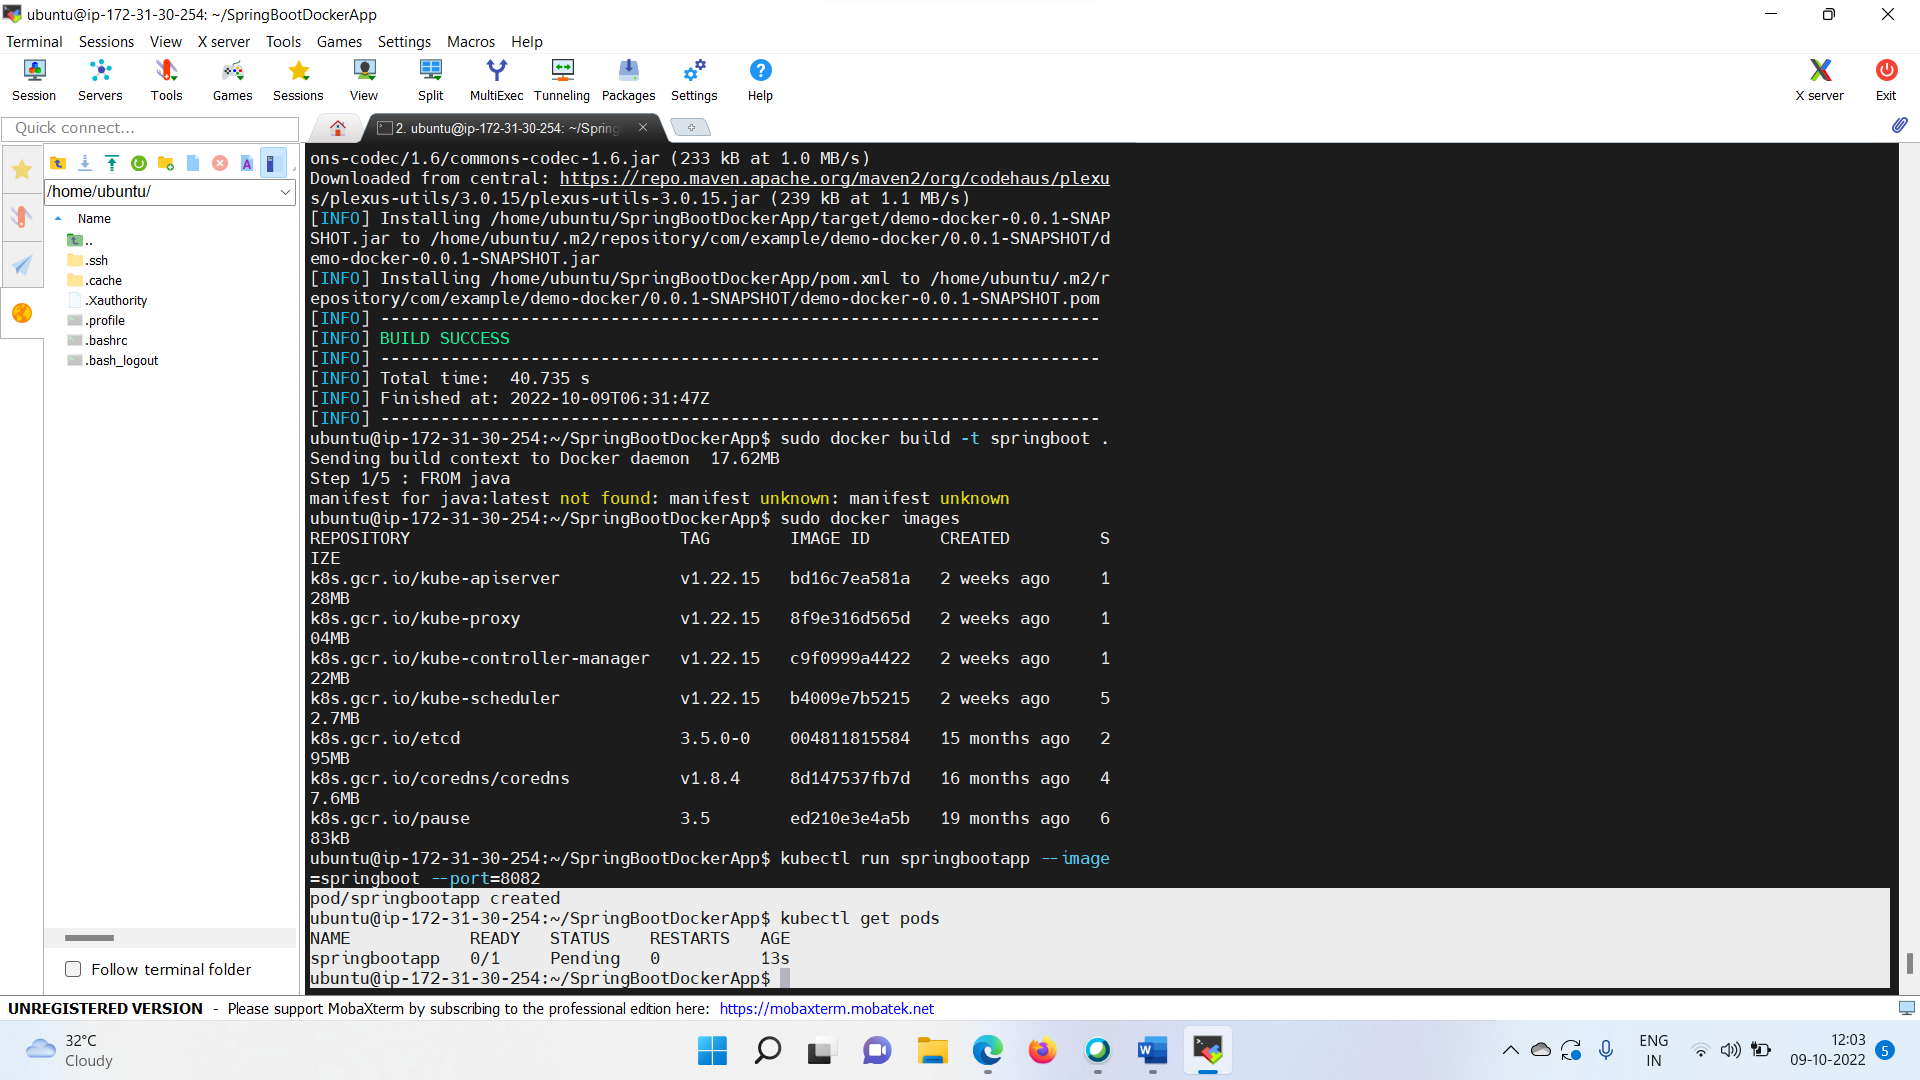 ubuntu@ip-172-31-30-254: ~/SpringBootDockerApp
Terminal Sessions View X server Tools Games Settings Macros Help
Session Servers Tools Games Sessions View Split MultiExec Tunneling Packages Settings Help X server Exit
Quick connect...
2. ubuntu@ip-172-31-30-254: ~/Spring
/home/ubuntu/
Name
..
.ssh
.cache
.Xauthority
.profile
.bashrc
.bash_logout
Follow terminal folder
ons-codec/1.6/commons-codec-1.6.jar (233 kB at 1.0 MB/s)
Downloaded from central: https://repo.maven.apache.org/maven2/org/codehaus/plexu
s/plexus-utils/3.0.15/plexus-utils-3.0.15.jar (239 kB at 1.1 MB/s)
[INFO] Installing /home/ubuntu/SpringBootDockerApp/target/demo-docker-0.0.1-SNAP
SHOT.jar to /home/ubuntu/.m2/repository/com/example/demo-docker/0.0.1-SNAPSHOT/d
emo-docker-0.0.1-SNAPSHOT.jar
[INFO] Installing /home/ubuntu/SpringBootDockerApp/pom.xml to /home/ubuntu/.m2/r
epository/com/example/demo-docker/0.0.1-SNAPSHOT/demo-docker-0.0.1-SNAPSHOT.pom
[INFO] ------------------------------------------------------------------------
[INFO] BUILD SUCCESS
[INFO] ------------------------------------------------------------------------
[INFO] Total time:  40.735 s
[INFO] Finished at: 2022-10-09T06:31:47Z
[INFO] ------------------------------------------------------------------------
ubuntu@ip-172-31-30-254:~/SpringBootDockerApp$ sudo docker build -t springboot .
Sending build context to Docker daemon  17.62MB
Step 1/5 : FROM java
manifest for java:latest not found: manifest unknown: manifest unknown
ubuntu@ip-172-31-30-254:~/SpringBootDockerApp$ sudo docker images
REPOSITORY                           TAG        IMAGE ID       CREATED         S
IZE
k8s.gcr.io/kube-apiserver            v1.22.15   bd16c7ea581a   2 weeks ago     1
28MB
k8s.gcr.io/kube-proxy                v1.22.15   8f9e316d565d   2 weeks ago     1
04MB
k8s.gcr.io/kube-controller-manager   v1.22.15   c9f0999a4422   2 weeks ago     1
22MB
k8s.gcr.io/kube-scheduler            v1.22.15   b4009e7b5215   2 weeks ago     5
2.7MB
k8s.gcr.io/etcd                      3.5.0-0    004811815584   15 months ago   2
95MB
k8s.gcr.io/coredns/coredns           v1.8.4     8d147537fb7d   16 months ago   4
7.6MB
k8s.gcr.io/pause                     3.5        ed210e3e4a5b   19 months ago   6
83kB
ubuntu@ip-172-31-30-254:~/SpringBootDockerApp$ kubectl run springbootapp --image
=springboot --port=8082
pod/springbootapp created
ubuntu@ip-172-31-30-254:~/SpringBootDockerApp$ kubectl get pods
NAME            READY   STATUS    RESTARTS   AGE
springbootapp   0/1     Pending   0          13s
ubuntu@ip-172-31-30-254:~/SpringBootDockerApp$
UNREGISTERED VERSION - Please support MobaXterm by subscribing to the professional edition here: https://mobaxterm.mobatek.net
32°C
Cloudy
ENG
IN
12:03
09-10-2022
5